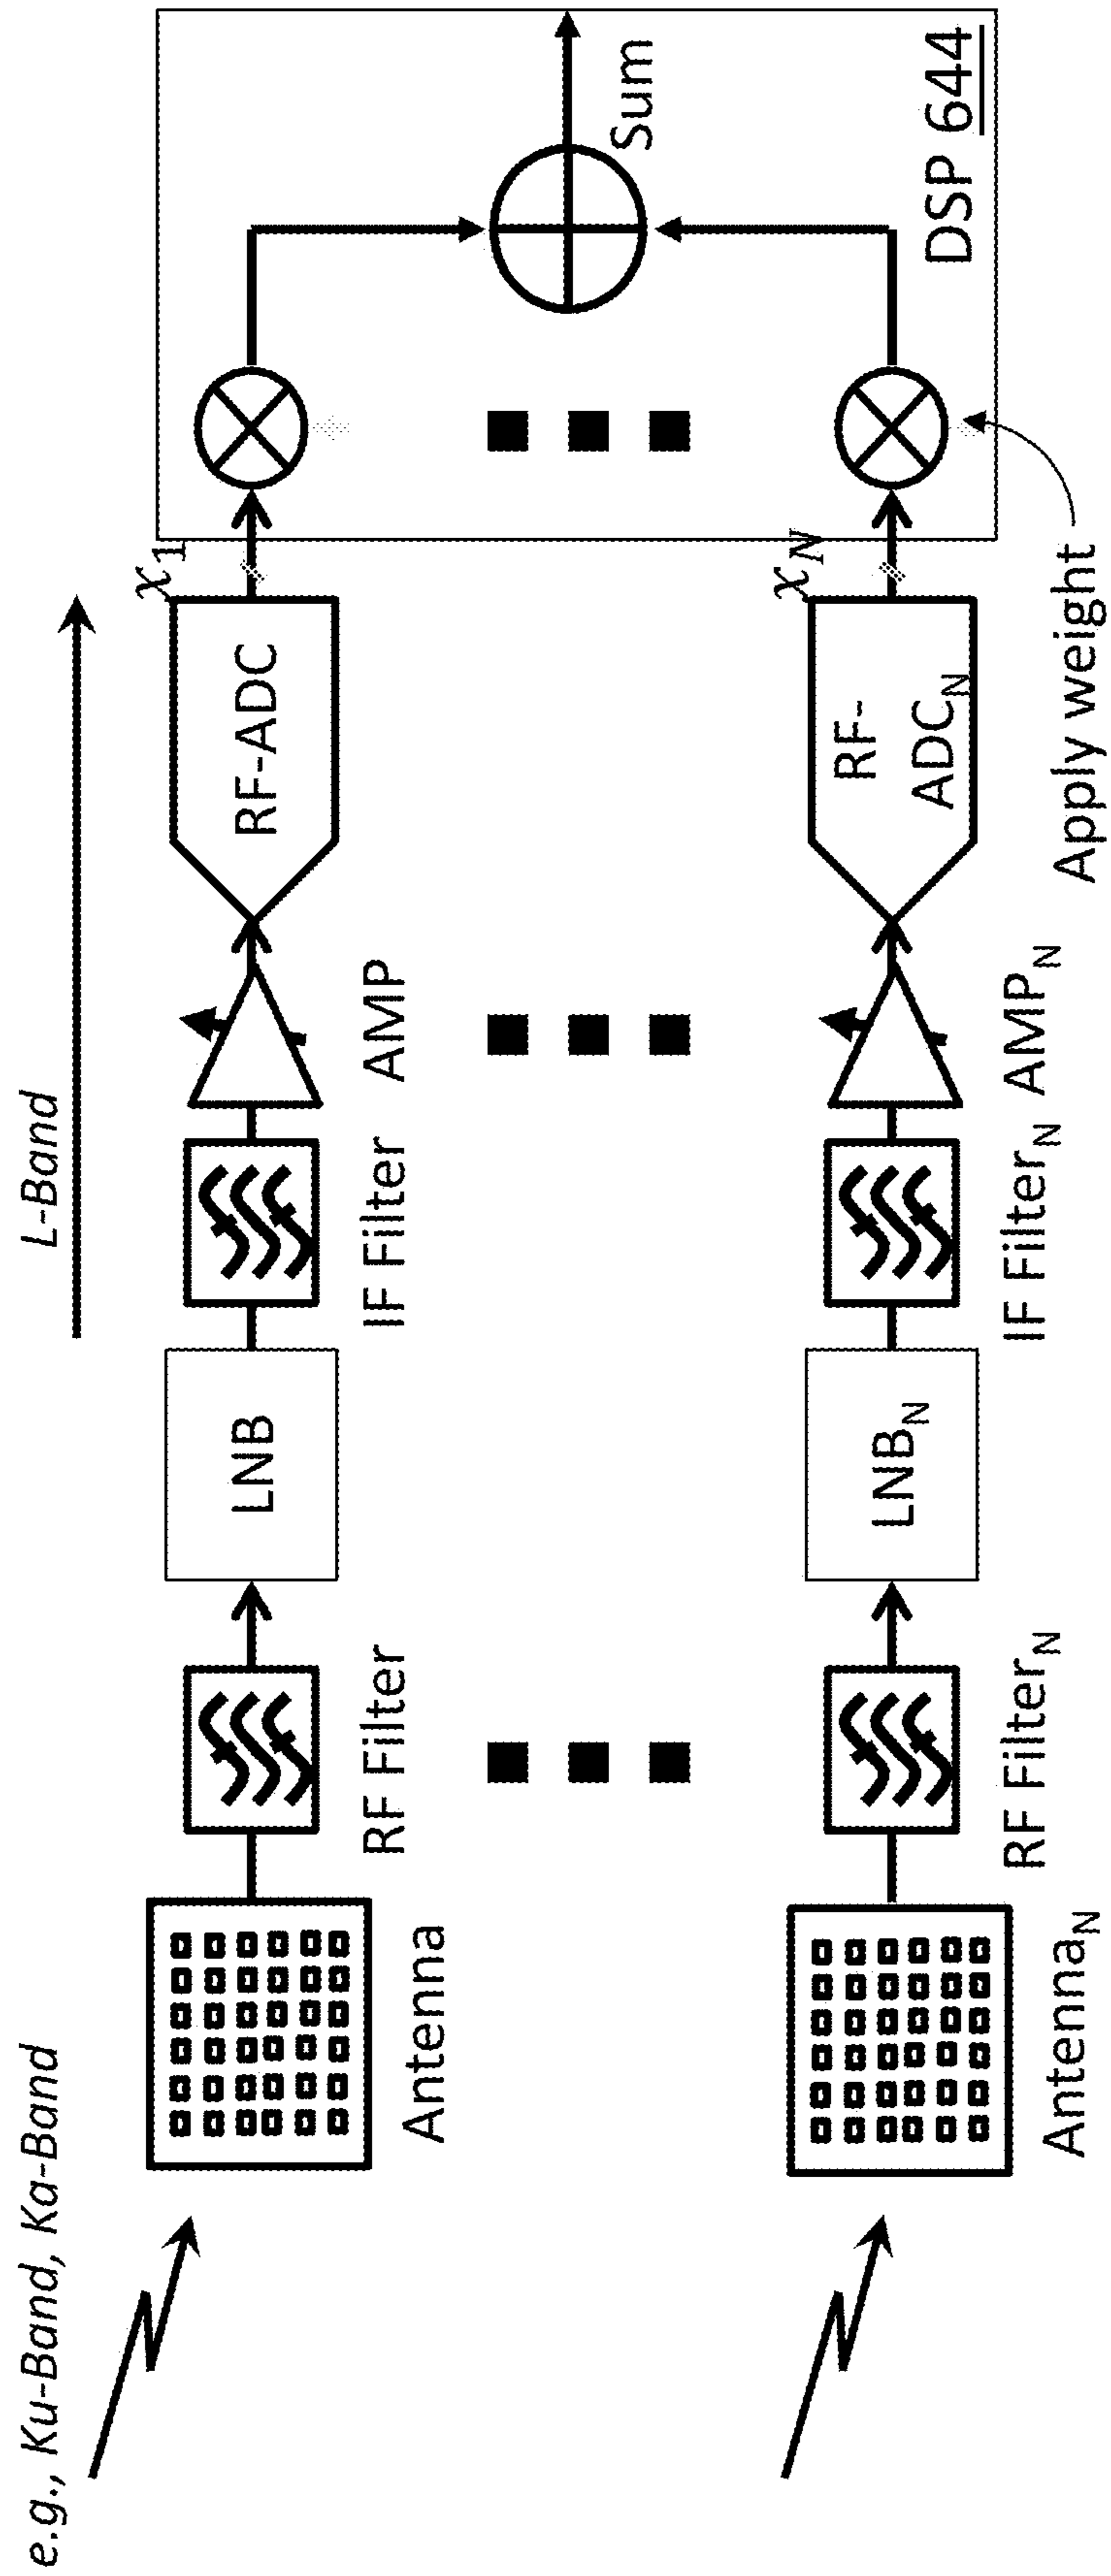 e.g., Ku-Band, Ka-Band
L-Band
Antenna
RF Filter
LNB
IF Filter
AMP
RF-ADC
x1
Sum
DSP 644
AntennaN
RF FilterN
LNBN
IF FilterN
AMPN
RF-
ADCN
xN
Apply weight